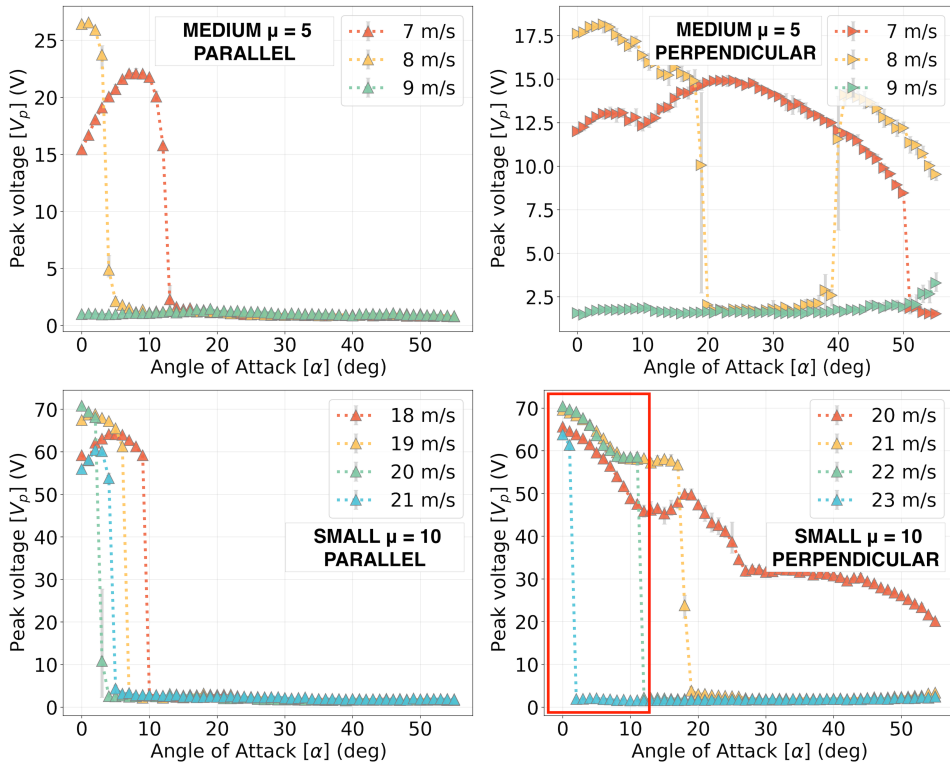 MEDIUM μ = 5
PARALLEL
7 m/s
8 m/s
9 m/s
Peak voltage [Vp] (V)
25
20
15
10
5
0
0 10 20 30 40 50
Angle of Attack [α] (deg)
MEDIUM μ = 5
PERPENDICULAR
7 m/s
8 m/s
9 m/s
Peak voltage [Vp] (V)
17.5
15.0
12.5
10.0
7.5
5.0
2.5
0 10 20 30 40 50
Angle of Attack [α] (deg)
18 m/s
19 m/s
20 m/s
21 m/s
SMALL μ = 10
PARALLEL
Peak voltage [Vp] (V)
70
60
50
40
30
20
10
0
0 10 20 30 40 50
Angle of Attack [α] (deg)
20 m/s
21 m/s
22 m/s
23 m/s
SMALL μ = 10
PERPENDICULAR
Peak voltage [Vp] (V)
70
60
50
40
30
20
10
0
0 10 20 30 40 50
Angle of Attack [α] (deg)